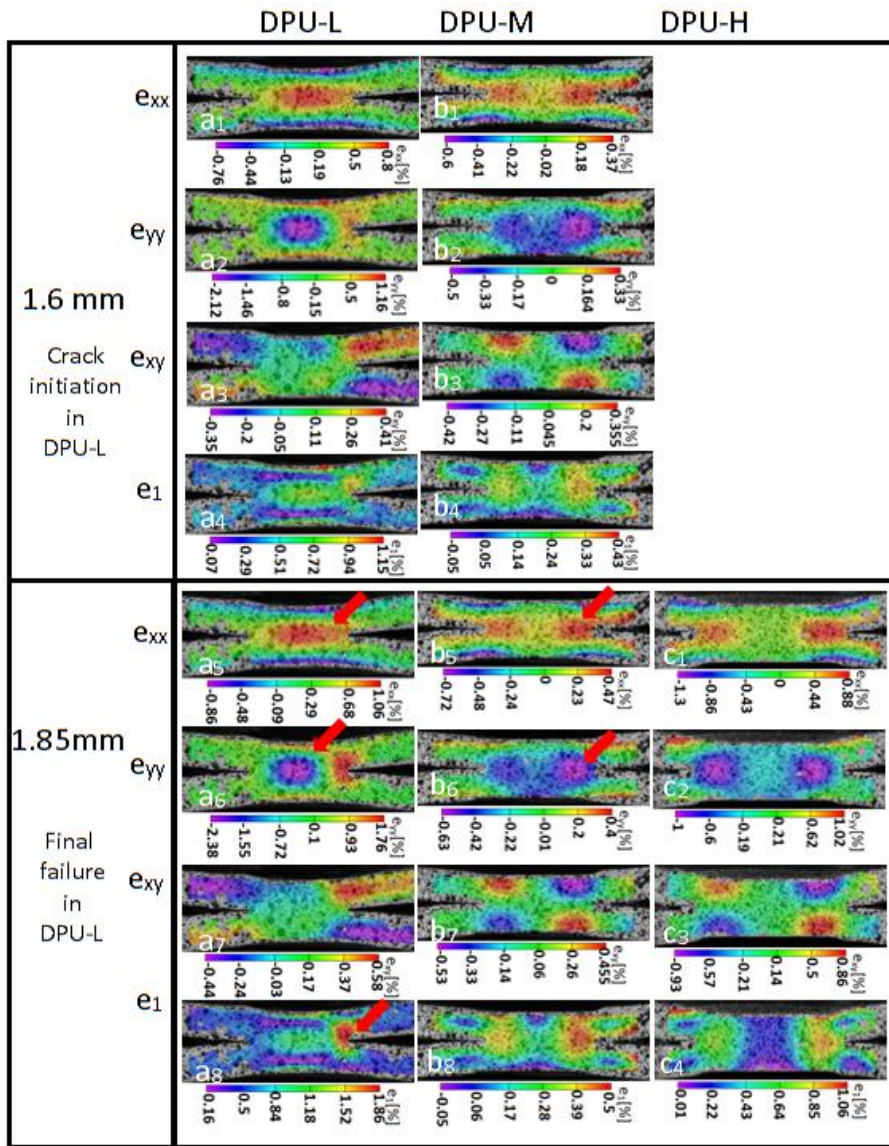 DPU-L DPU-M DPU-H
1.6 mm
Crack
initiation
in
DPU-L
exx
a1 b1
exx[%] -0.76 -0.44 -0.13 0.19 0.5 0.8
exx[%] -0.6 -0.41 -0.22 -0.02 0.18 0.37
eyy
a2 b2
eyy[%] -2.12 -1.46 -0.8 -0.15 0.5 1.16
eyy[%] -0.5 -0.33 -0.17 0 0.164 0.33
exy
a3 b3
exy[%] -0.35 -0.2 -0.05 0.11 0.26 0.41
exy[%] -0.42 -0.27 -0.11 0.045 0.2 0.355
e1
a4 b4
e1[%] 0.07 0.29 0.51 0.72 0.94 1.15
e1[%] -0.05 0.05 0.14 0.24 0.33 0.43
1.85mm
Final
failure
in
DPU-L
exx
a5 b5 c1
exx[%] -0.86 -0.48 -0.09 0.29 0.68 1.06
exx[%] -0.72 -0.48 -0.24 0 0.23 0.47
exx[%] -1.3 -0.86 -0.43 0 0.44 0.88
eyy
a6 b6 c2
eyy[%] -2.38 -1.55 -0.72 0.1 0.93 1.76
eyy[%] -0.63 -0.42 -0.22 -0.01 0.2 0.4
eyy[%] -1 -0.6 -0.19 0.21 0.62 1.02
exy
a7 b7 c3
exy[%] -0.44 -0.24 -0.03 0.17 0.37 0.58
exy[%] -0.53 -0.33 -0.14 0.06 0.26 0.455
exy[%] -0.93 0.57 -0.21 0.14 0.5 0.86
e1
a8 b8 c4
e1[%] 0.16 0.5 0.84 1.18 1.52 1.86
e1[%] -0.05 0.06 0.17 0.28 0.39 0.5
e1[%] 0.01 0.22 0.43 0.64 0.85 1.06